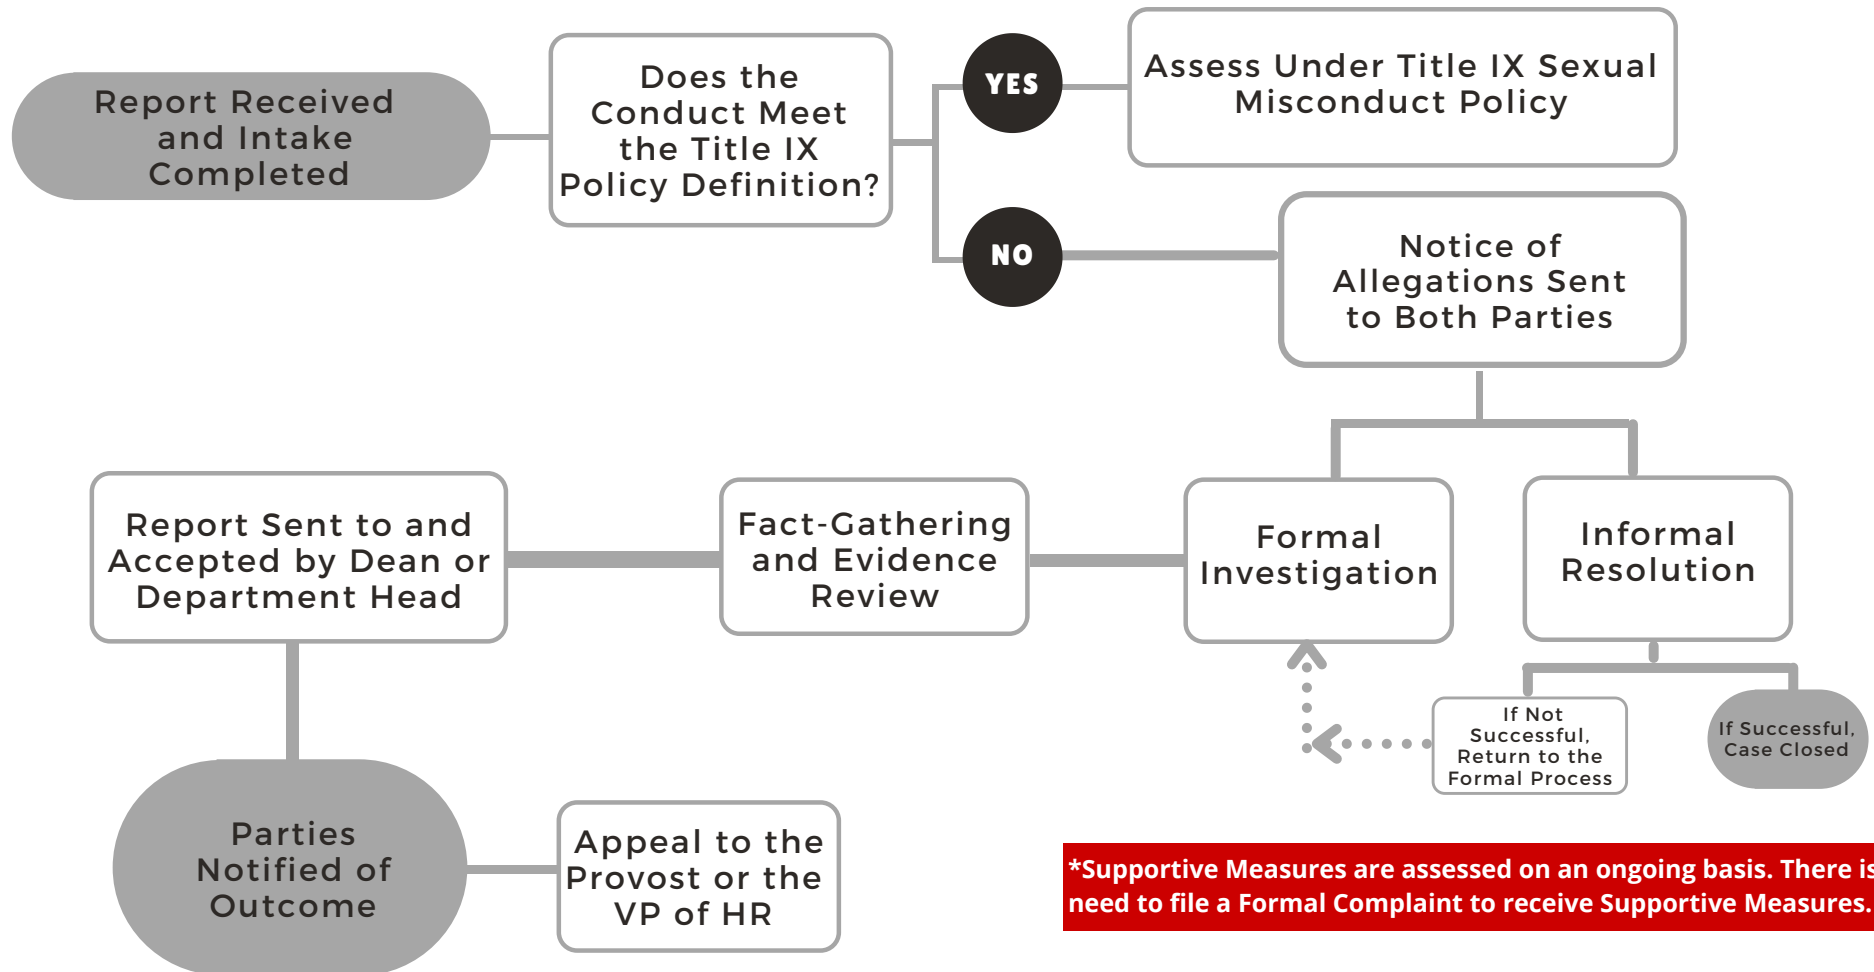 Report Received
and Intake
Completed
Does the
Conduct Meet
the Title IX
Policy Definition?
YES
Assess Under Title IX Sexual
Misconduct Policy
NO
Notice of
Allegations Sent
to Both Parties
Formal
Investigation
Informal
Resolution
If Not
Successful,
Return to the
Formal Process
If Successful,
Case Closed
Fact-Gathering
and Evidence
Review
Report Sent to and
Accepted by Dean or
Department Head
Parties
Notified of
Outcome
Appeal to the
Provost or the
VP of HR
*Supportive Measures are assessed on an ongoing basis. There is
need to file a Formal Complaint to receive Supportive Measures.